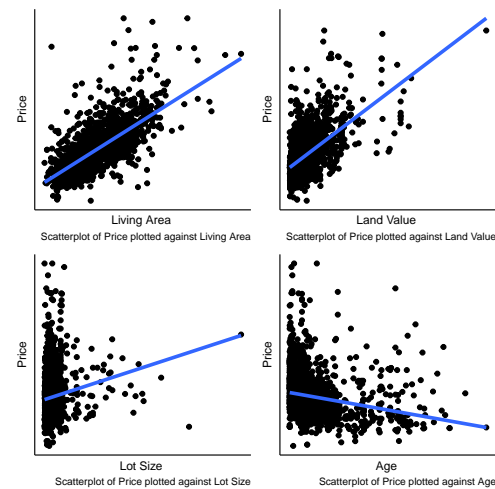 Price
Living Area
Scatterplot of Price plotted against Living Area
Price
Land Value
Scatterplot of Price plotted against Land Value
Price
Lot Size
Scatterplot of Price plotted against Lot Size
Price
Age
Scatterplot of Price plotted against Age